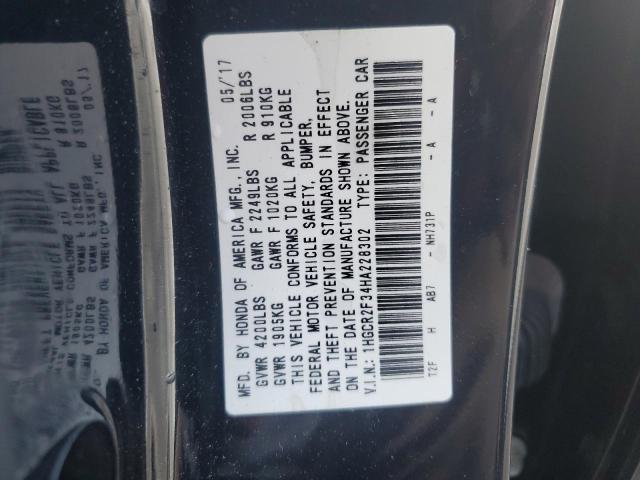 MFD. BY HONDA OF AMERICA MFG., INC. 05/17
GVWR 4200LBS GAWR F 2249LBS R 2006LBS
GVWR 1905KG GAWR F 1020KG R 910KG
THIS VEHICLE CONFORMS TO ALL APPLICABLE
FEDERAL MOTOR VEHICLE SAFETY, BUMPER,
AND THEFT PREVENTION STANDARDS IN EFFECT
ON THE DATE OF MANUFACTURE SHOWN ABOVE.
V.I.N.: 1HGCR2F34HA228302 TYPE: PASSENGER CAR
T2F H AB7 - NH731P - A - A